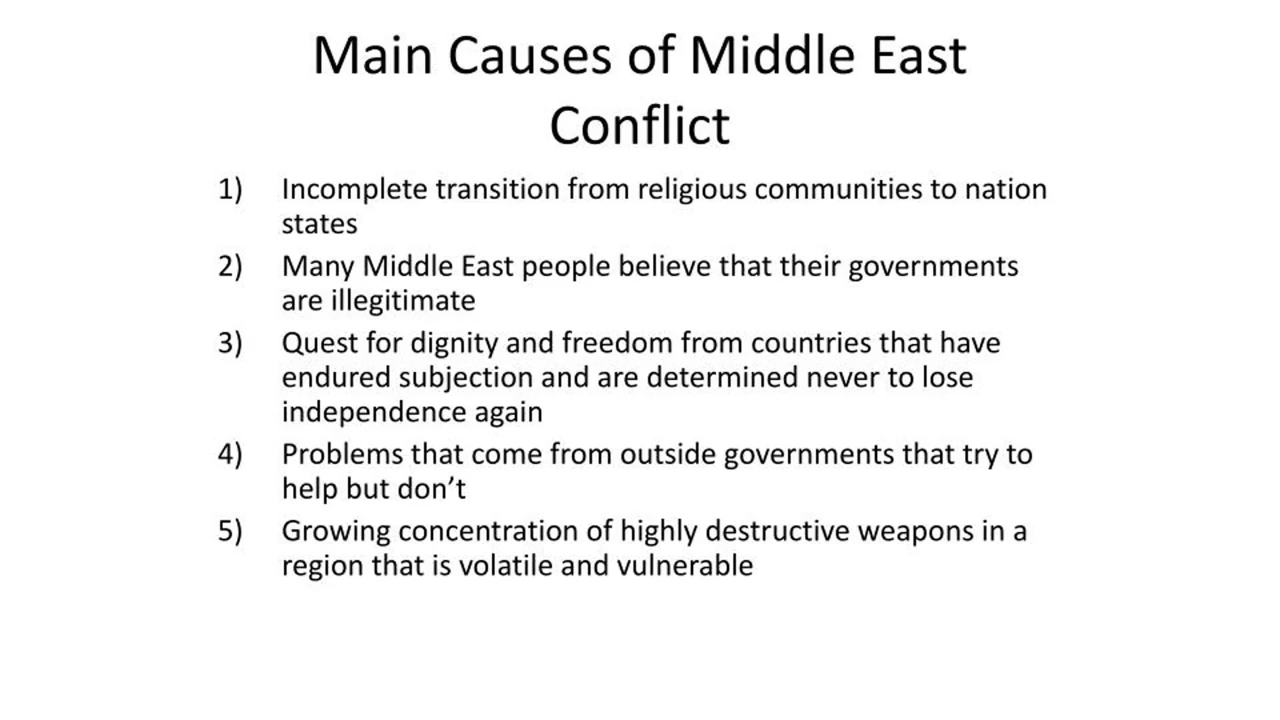 Main Causes of Middle East
Conflict
1) Incomplete transition from religious communities to nation
states
2) Many Middle East people believe that their governments
are illegitimate
3) Quest for dignity and freedom from countries that have
endured subjection and are determined never to lose
independence again
4) Problems that come from outside governments that try to
help but don’t
5) Growing concentration of highly destructive weapons in a
region that is volatile and vulnerable